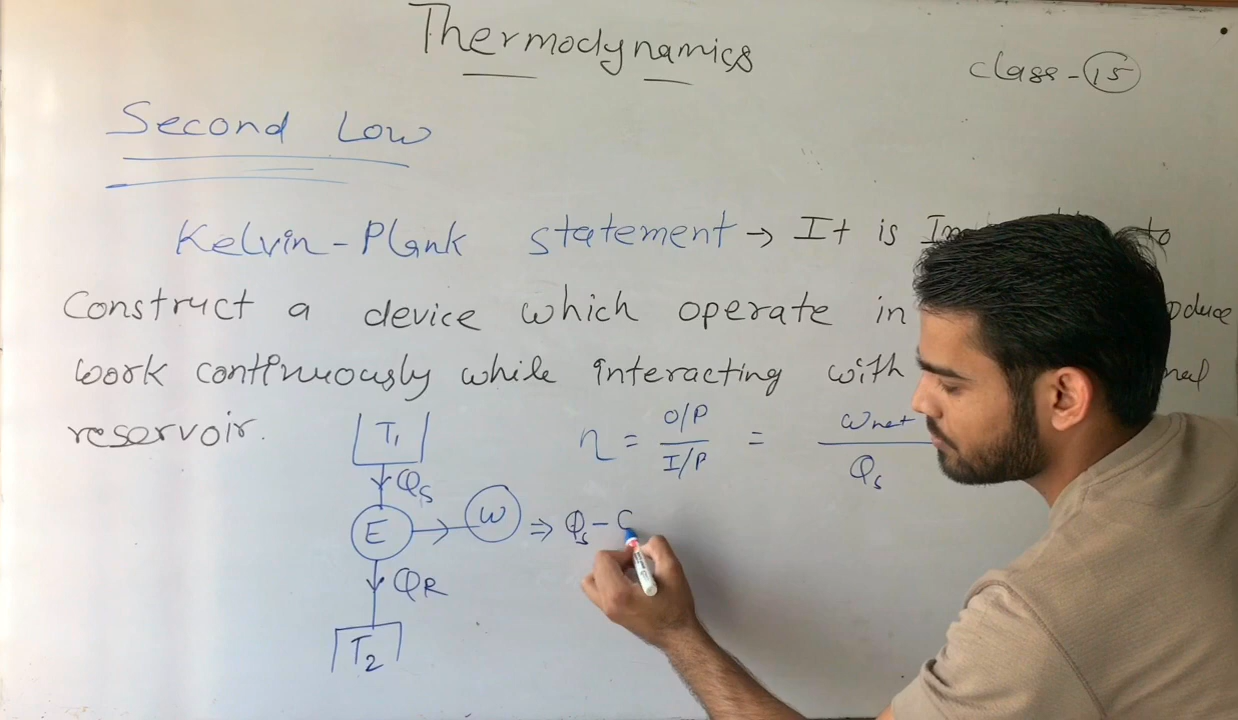 Thermodynamics
class-15
Second Low
Kelvin-Plank statement → It is to
Construct a device which operate in
work continuously while interacting with
reservoir.
T1
η = O/P / I/P = Wnet / Qs
Qs
E
W ⇒ Qs -
QR
T2